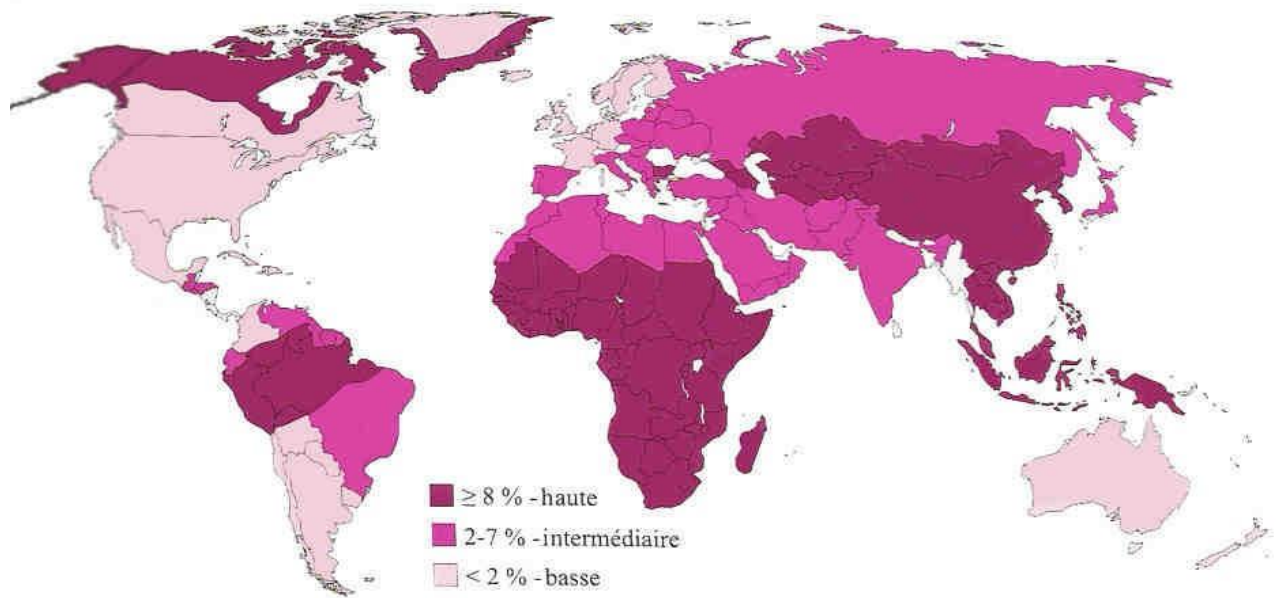 ≥ 8 % - haute
2-7 % - intermédiaire
< 2 % - basse